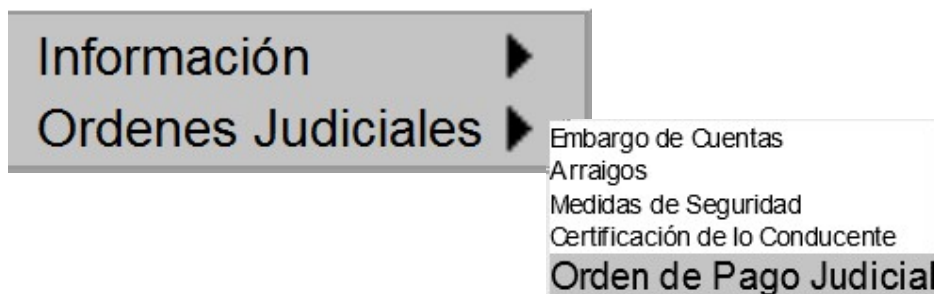 Información
Ordenes Judiciales
Embargo de Cuentas
Arraigos
Medidas de Seguridad
Certificación de lo Conducente
Orden de Pago Judicial